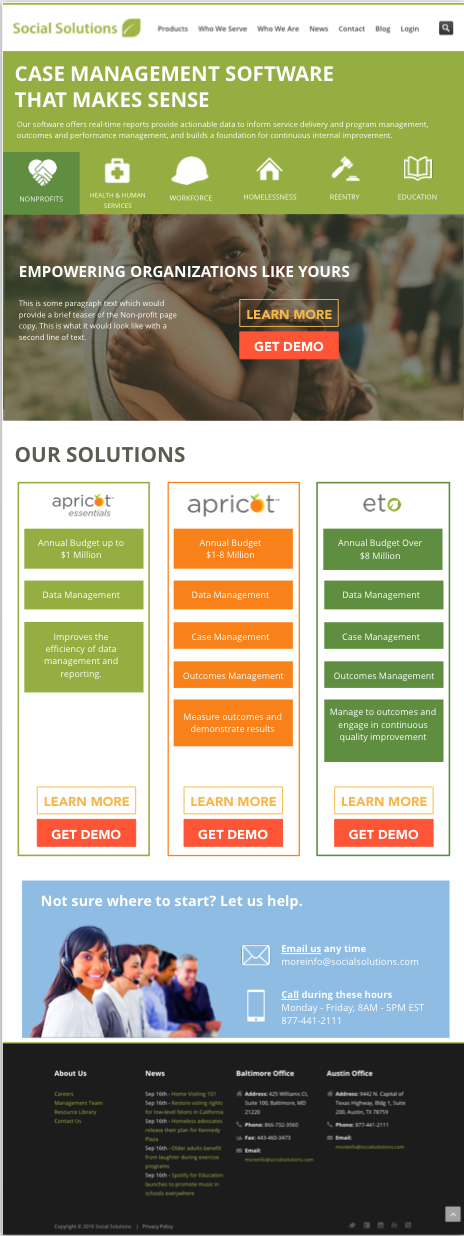 Social Solutions
Products Who We Serve Who We Are News Contact Blog Login
CASE MANAGEMENT SOFTWARE
THAT MAKES SENSE
Our software offers real-time reports provide actionable data to inform service delivery and program management,
outcomes and performance management, and builds a foundation for continuous internal improvement.
NONPROFITS
HEALTH & HUMAN
SERVICES
WORKFORCE
HOMELESSNESS
REENTRY
EDUCATION
EMPOWERING ORGANIZATIONS LIKE YOURS
This is some paragraph text which would
provide a brief teaser of the Non-profit page
copy. This is what it would look like with a
second line of text.
LEARN MORE
GET DEMO
OUR SOLUTIONS
apricot™
essentials
Annual Budget up to
$1 Million
Data Management
Improves the
efficiency of data
management and
reporting.
LEARN MORE
GET DEMO
apricot™
Annual Budget
$1-8 Million
Data Management
Case Management
Outcomes Management
Measure outcomes and
demonstrate results
LEARN MORE
GET DEMO
eto
Annual Budget Over
$8 Million
Data Management
Case Management
Outcomes Management
Manage to outcomes and
engage in continuous
quality improvement
LEARN MORE
GET DEMO
Not sure where to start? Let us help.
Email us any time
moreinfo@socialsolutions.com
Call during these hours
Monday - Friday, 8AM - 5PM EST
877-441-2111
About Us
Careers
Management Team
Resource Library
Contact Us
News
Sep 16th - Home Visiting 101
Sep 16th - Restore voting rights
for low-level felons in California
Sep 16th - Homeless advocates
release their plan for Kennedy
Plaza
Sep 16th - Older adults benefit
from laughter during exercise
programs
Sep 16th - Spotify for Education
launches to promote music in
schools everywhere
Baltimore Office
Address: 425 Williams Ct,
Suite 100, Baltimore, MD
21220
Phone: 866-732-3560
Fax: 443-460-3473
Email:
moreinfo@socialsolutions.com
Austin Office
Address: 9442 N. Capital of
Texas Highway, Bldg 1, Suite
200, Austin, TX 78759
Phone: 877-441-2111
Email:
moreinfo@socialsolutions.com
Copyright © 2016 Social Solutions. | Privacy Policy